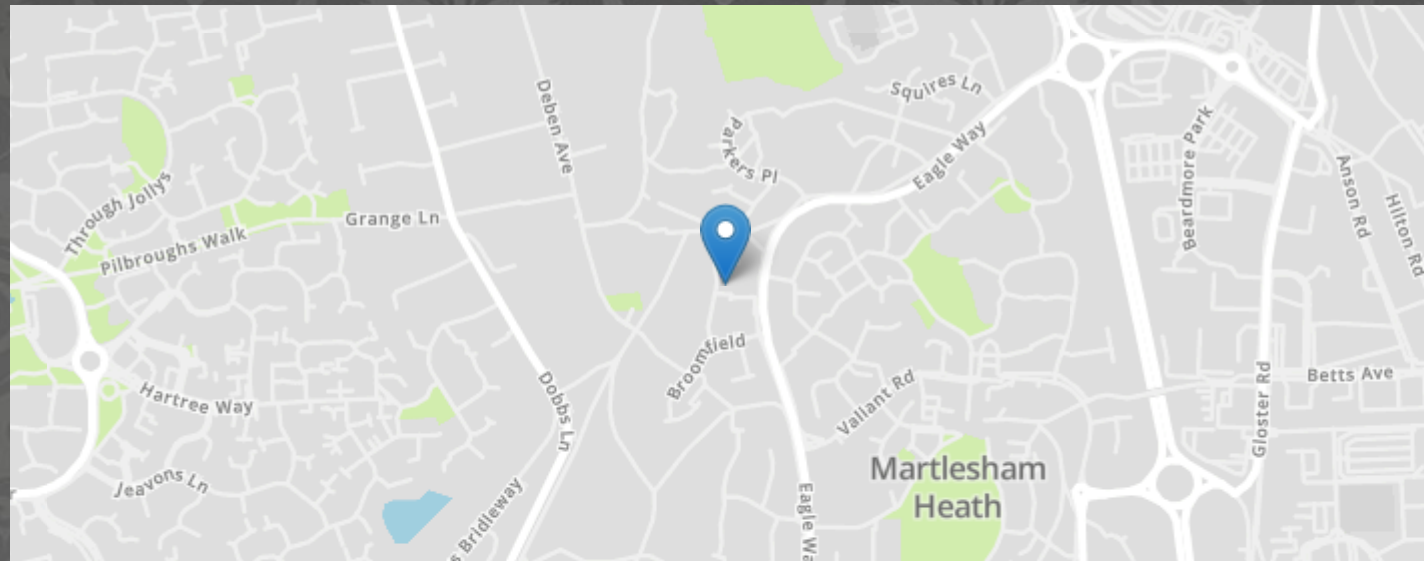 Squires Ln
Deben Ave
Parkers Pl
Eagle Way
Beardmore Park
Anson Rd
Hilton Rd
Through Jollys
Grange Ln
Pilbroughs Walk
Broomfield
Dobbs Ln
Hartree Way
Valiant Rd
Betts Ave
Gloster Rd
Martlesham
Heath
Jeavons Ln
s Bridleway
Eagle Wa